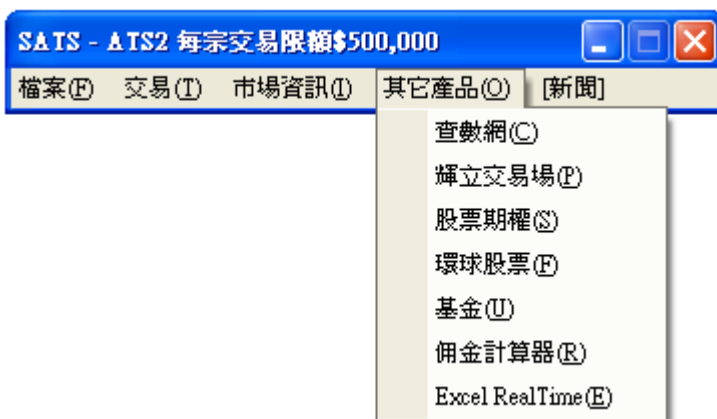 SATS - ATS2 每宗交易限額$500,000
檔案(F) 交易(T) 市場資訊(I) 其它產品(O) [新聞]
查數網(C)
輝立交易場(P)
股票期權(S)
環球股票(F)
基金(U)
佣金計算器(R)
Excel RealTime(E)